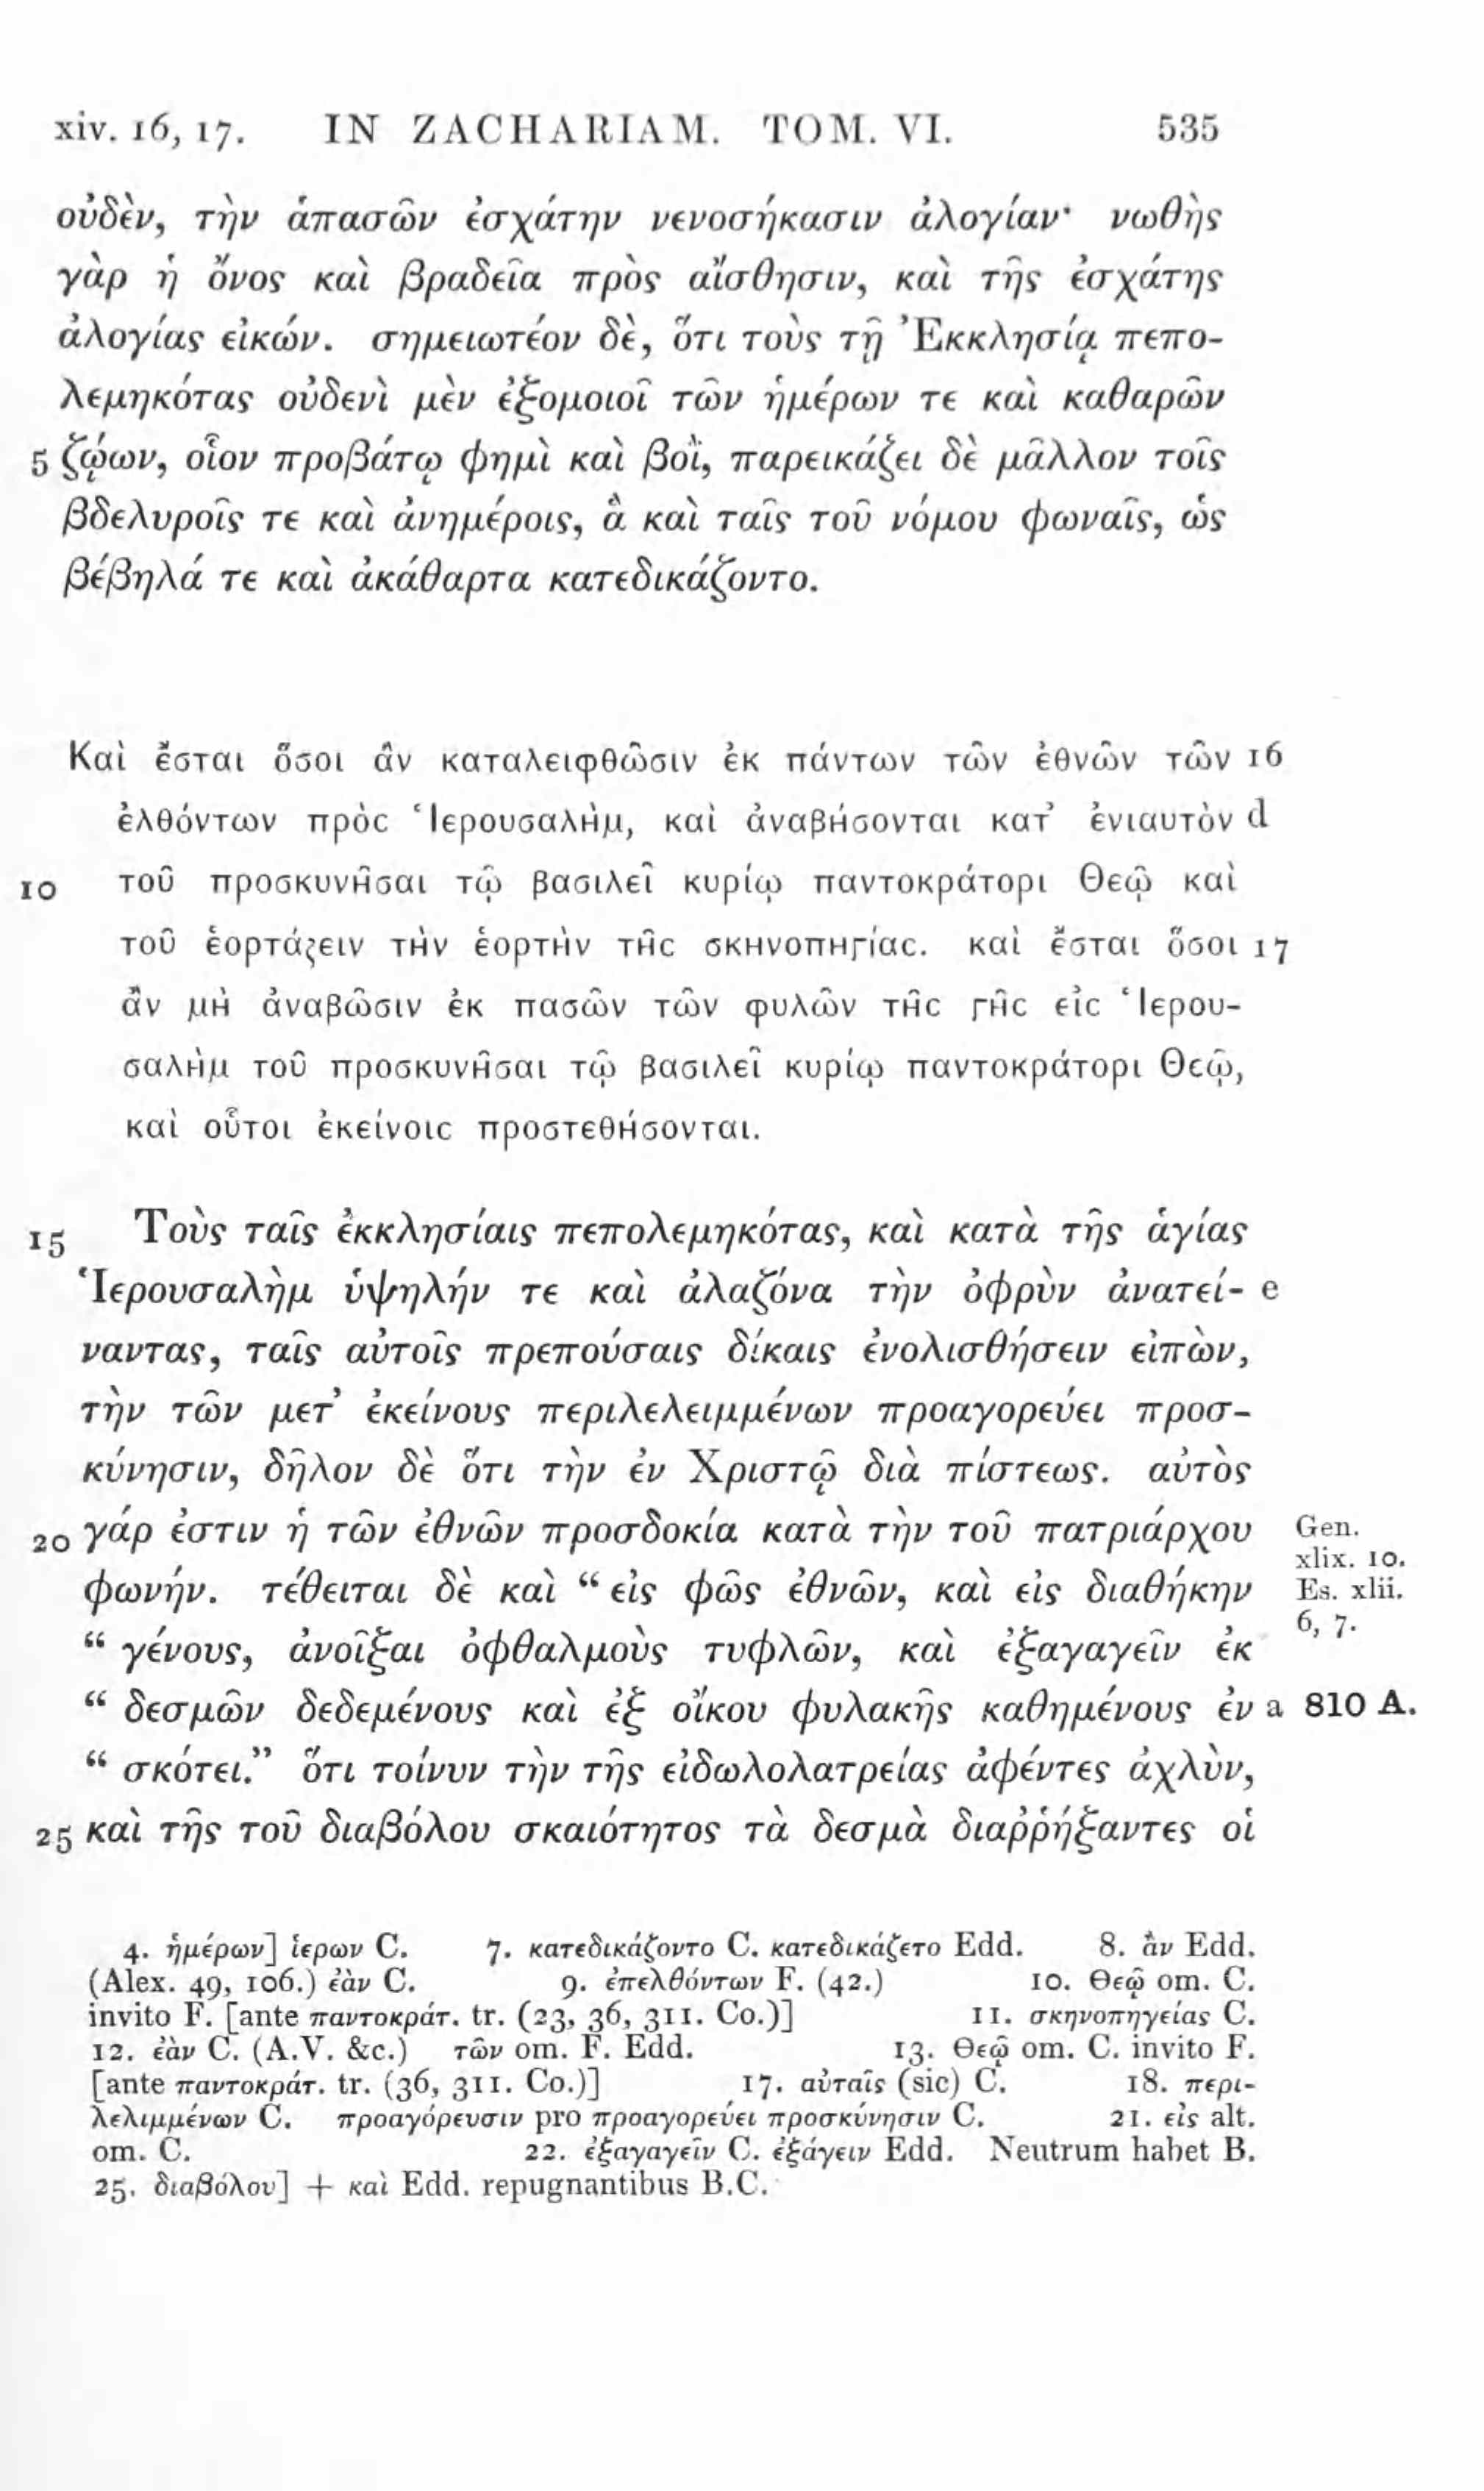 xiv. 16, 17. IN ZACHARIAM. TOM. VI. 535
οὐδὲν, τὴν ἁπασῶν ἐσχάτην νενοσήκασιν ἀλογίαν· νωθὴς
γὰρ ἡ ὄνος καὶ βραδεῖα πρὸς αἴσθησιν, καὶ τῆς ἐσχάτης
ἀλογίας εἰκών. σημειωτέον δὲ, ὅτι τοὺς τῇ Ἐκκλησίᾳ πεπο-
λεμηκότας οὐδενὶ μὲν ἐξομοιοῖ τῶν ἡμέρων τε καὶ καθαρῶν
5 ζῴων, οἷον προβάτῳ φημὶ καὶ βοῒ, παρεικάζει δὲ μᾶλλον τοῖς
βδελυροῖς τε καὶ ἀνημέροις, ἃ καὶ ταῖς τοῦ νόμου φωναῖς, ὡς
βέβηλά τε καὶ ἀκάθαρτα κατεδικάζοντο.
Καὶ ἔσται ὅσοι ἂν καταλειφθῶσιν ἐκ πάντων τῶν ἐθνῶν τῶν 16
ἐλθόντων πρὸς Ἱερουσαλὴμ, καὶ ἀναβήσονται κατ’ ἐνιαυτὸν d
10 τοῦ προσκυνῆσαι τῷ βασιλεῖ κυρίῳ παντοκράτορι Θεῷ καὶ
τοῦ ἑορτάζειν τὴν ἑορτὴν τῆς σκηνοπηγίας. καὶ ἔσται ὅσοι 17
ἂν μὴ ἀναβῶσιν ἐκ πασῶν τῶν φυλῶν τῆς γῆς εἰς Ἱερου-
σαλὴμ τοῦ προσκυνῆσαι τῷ βασιλεῖ κυρίῳ παντοκράτορι Θεῷ,
καὶ οὗτοι ἐκείνοις προστεθήσονται.
15 Τοὺς ταῖς ἐκκλησίαις πεπολεμηκότας, καὶ κατὰ τῆς ἁγίας
Ἱερουσαλὴμ ὑψηλήν τε καὶ ἀλαζόνα τὴν ὀφρὺν ἀνατεί- e
ναντας, ταῖς αὐτοῖς πρεπούσαις δίκαις ἐνολισθήσειν εἰπὼν,
τὴν τῶν μετ’ ἐκείνους περιλελειμμένων προαγορεύει προσ-
κύνησιν, δῆλον δὲ ὅτι τὴν ἐν Χριστῷ διὰ πίστεως. αὐτὸς
20 γάρ ἐστιν ἡ τῶν ἐθνῶν προσδοκία κατὰ τὴν τοῦ πατριάρχου Gen. xlix. 10.
φωνήν. τέθειται δὲ καὶ “ εἰς φῶς ἐθνῶν, καὶ εἰς διαθήκην Es. xlii.
“ γένους, ἀνοῖξαι ὀφθαλμοὺς τυφλῶν, καὶ ἐξαγαγεῖν ἐκ 6, 7.
“ δεσμῶν δεδεμένους καὶ ἐξ οἴκου φυλακῆς καθημένους ἐν a 810 A.
“ σκότει.” ὅτι τοίνυν τὴν τῆς εἰδωλολατρείας ἀφέντες ἀχλὺν,
25 καὶ τῆς τοῦ διαβόλου σκαιότητος τὰ δεσμὰ διαῤῥήξαντες οἱ
4. ἡμέρων] ἱερων C. 7. κατεδικάζοντο C. κατεδικάζετο Edd. 8. ἂν Edd.
(Alex. 49, 106.) ἐὰν C. 9. ἐπελθόντων F. (42.) 10. Θεῷ om. C.
invito F. [ante παντοκράτ. tr. (23, 36, 311. Co.)] 11. σκηνοπηγείας C.
12. ἐὰν C. (A.V. &c.) τῶν om. F. Edd. 13. Θεῷ om. C. invito F.
[ante παντοκράτ. tr. (36, 311. Co.)] 17. αὐταῖς (sic) C. 18. περι-
λελιμμένων C. προαγόρευσιν pro προαγορεύει προσκύνησιν C. 21. εἰς alt.
om. C. 22. ἐξαγαγεῖν C. ἐξάγειν Edd. Neutrum habet B.
25. διαβόλου] + καὶ Edd. repugnantibus B.C.